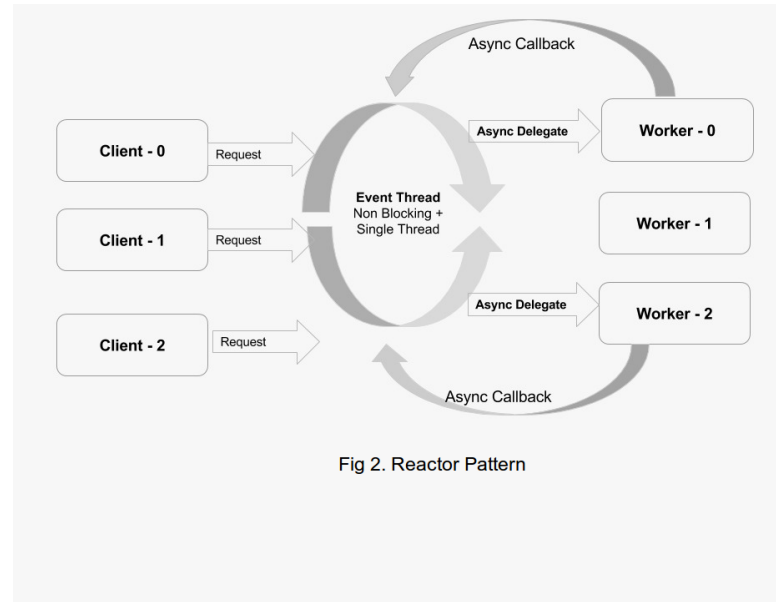 Async Callback
Client - 0
Request
Async Delegate
Worker - 0
Event Thread
Non Blocking +
Single Thread
Client - 1
Request
Worker - 1
Client - 2
Request
Async Delegate
Worker - 2
Async Callback
Fig 2. Reactor Pattern